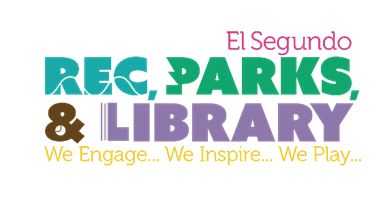 El Segundo
REC, PARKS,
& LIBRARY
We Engage... We Inspire... We Play...